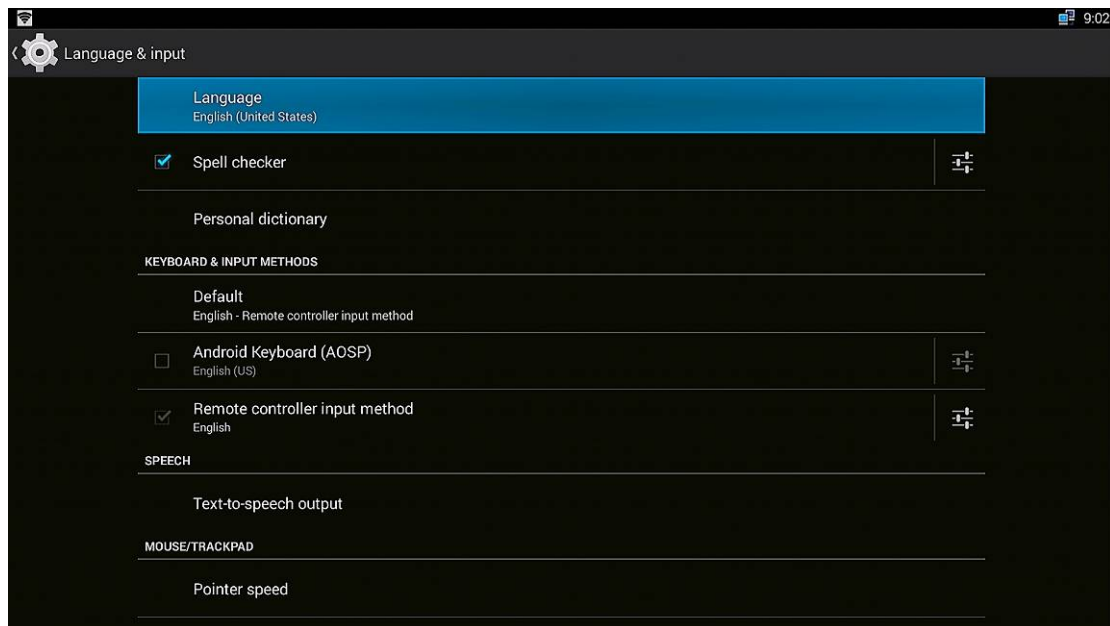 9:02
Language & input
Language
English (United States)
Spell checker
Personal dictionary
KEYBOARD & INPUT METHODS
Default
English - Remote controller input method
Android Keyboard (AOSP)
English (US)
Remote controller input method
English
SPEECH
Text-to-speech output
MOUSE/TRACKPAD
Pointer speed